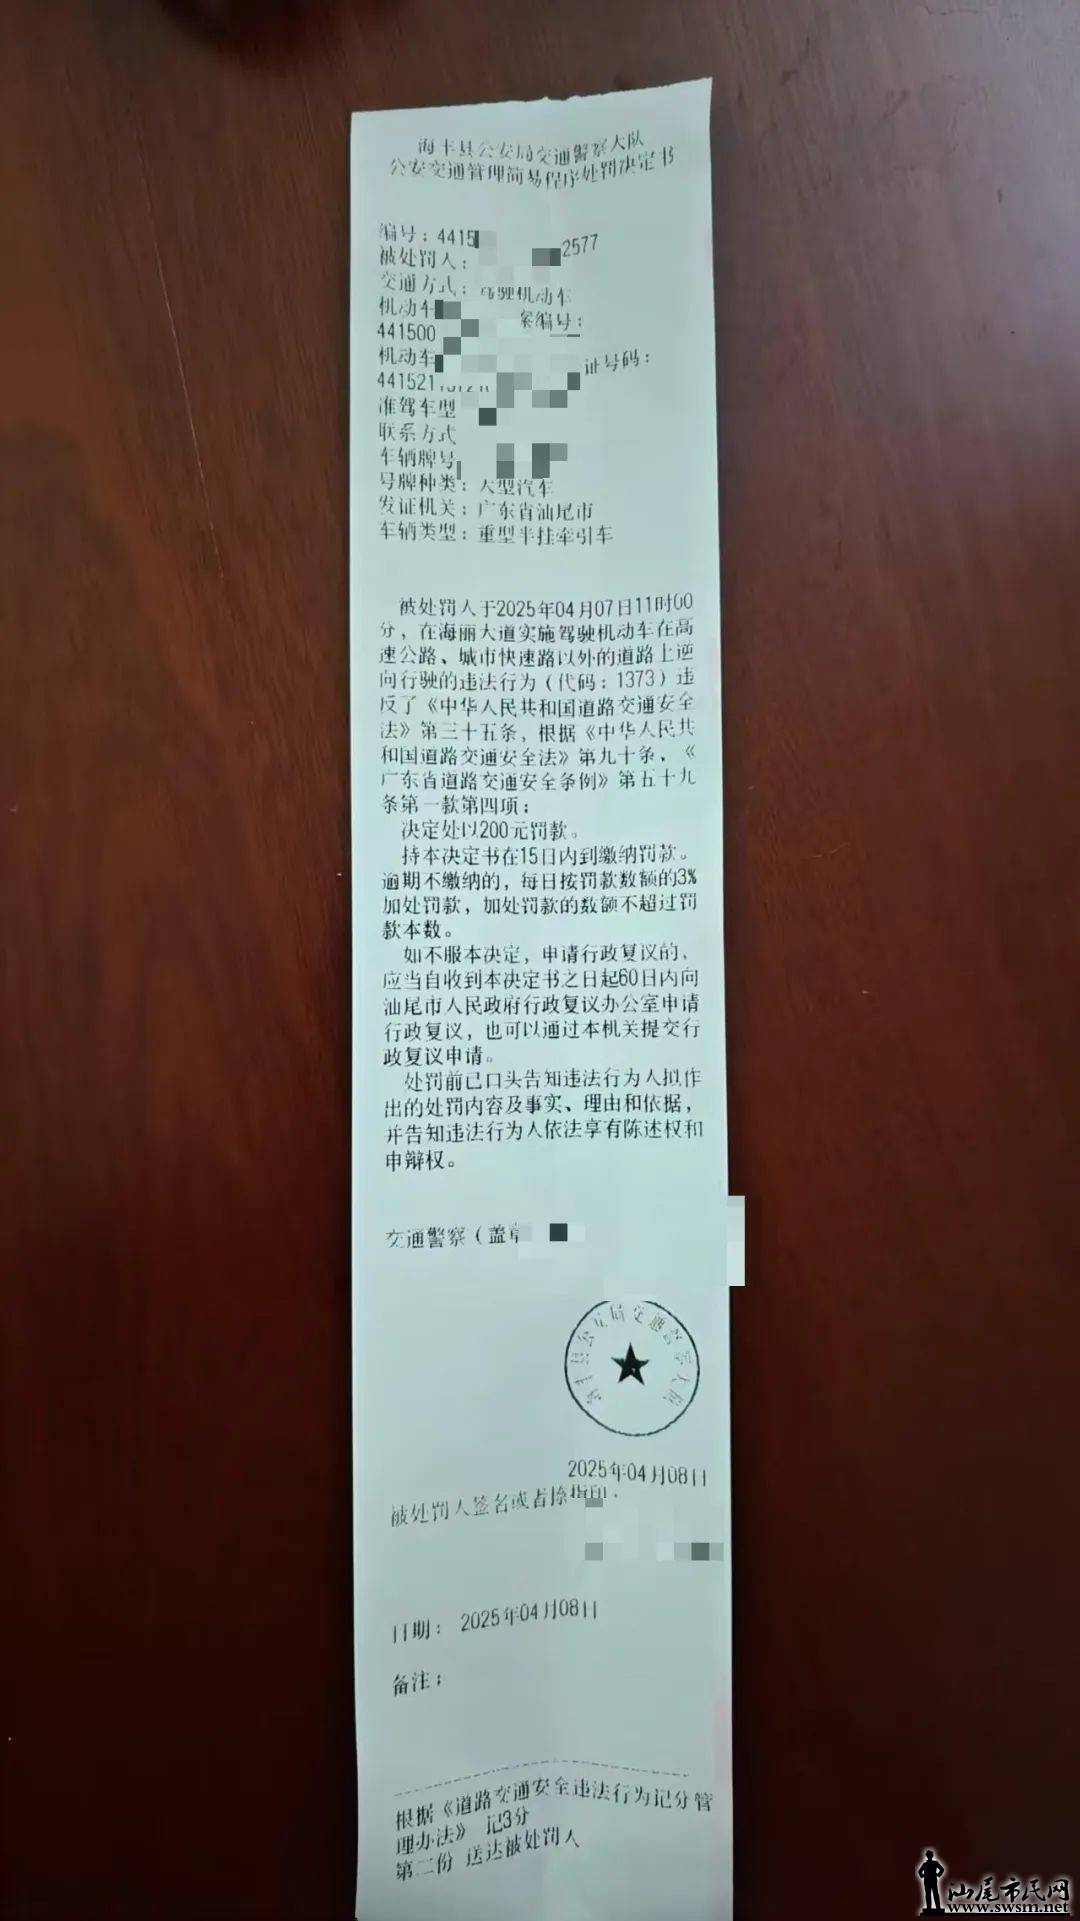 海丰县公安局交通警察大队
公安交通管理简易程序处罚决定书
编号：4415
2577
被处罚人：
交通方式：驾驶机动车
机动车
案编号：
441500
机动车
证号码：
441521
准驾车型
联系方式
车辆牌号
号牌种类：大型汽车
发证机关：广东省汕尾市
车辆类型：重型半挂牵引车
被处罚人于2025年04月07日11时00
分，在海丽大道实施驾驶机动车在高
速公路、城市快速路以外的道路上逆
向行驶的违法行为（代码：1373）违
反了《中华人民共和国道路交通安全
法》第三十五条，根据《中华人民共
和国道路交通安全法》第九十条、《
广东省道路交通安全条例》第五十九
条第一款第四项：
决定处以200元罚款。
持本决定书在15日内到缴纳罚款。
逾期不缴纳的，每日按罚款数额的3%
加处罚款，加处罚款的数额不超过罚
款本数。
如不服本决定，申请行政复议的，
应当自收到本决定书之日起60日内向
汕尾市人民政府行政复议办公室申请
行政复议，也可以通过本机关提交行
政复议申请。
处罚前已口头告知违法行为人拟作
出的处罚内容及事实、理由和依据，
并告知违法行为人依法享有陈述权和
申辩权。
交通警察（盖章
海丰县公安局交通警察大队
2025年04月08日
被处罚人签名或者捺指印：
日期： 2025年04月08日
备注：
根据《道路交通安全违法行为记分管
理办法》 记3分
第二份 送达被处罚人
汕尾市民网
www.swsm.net